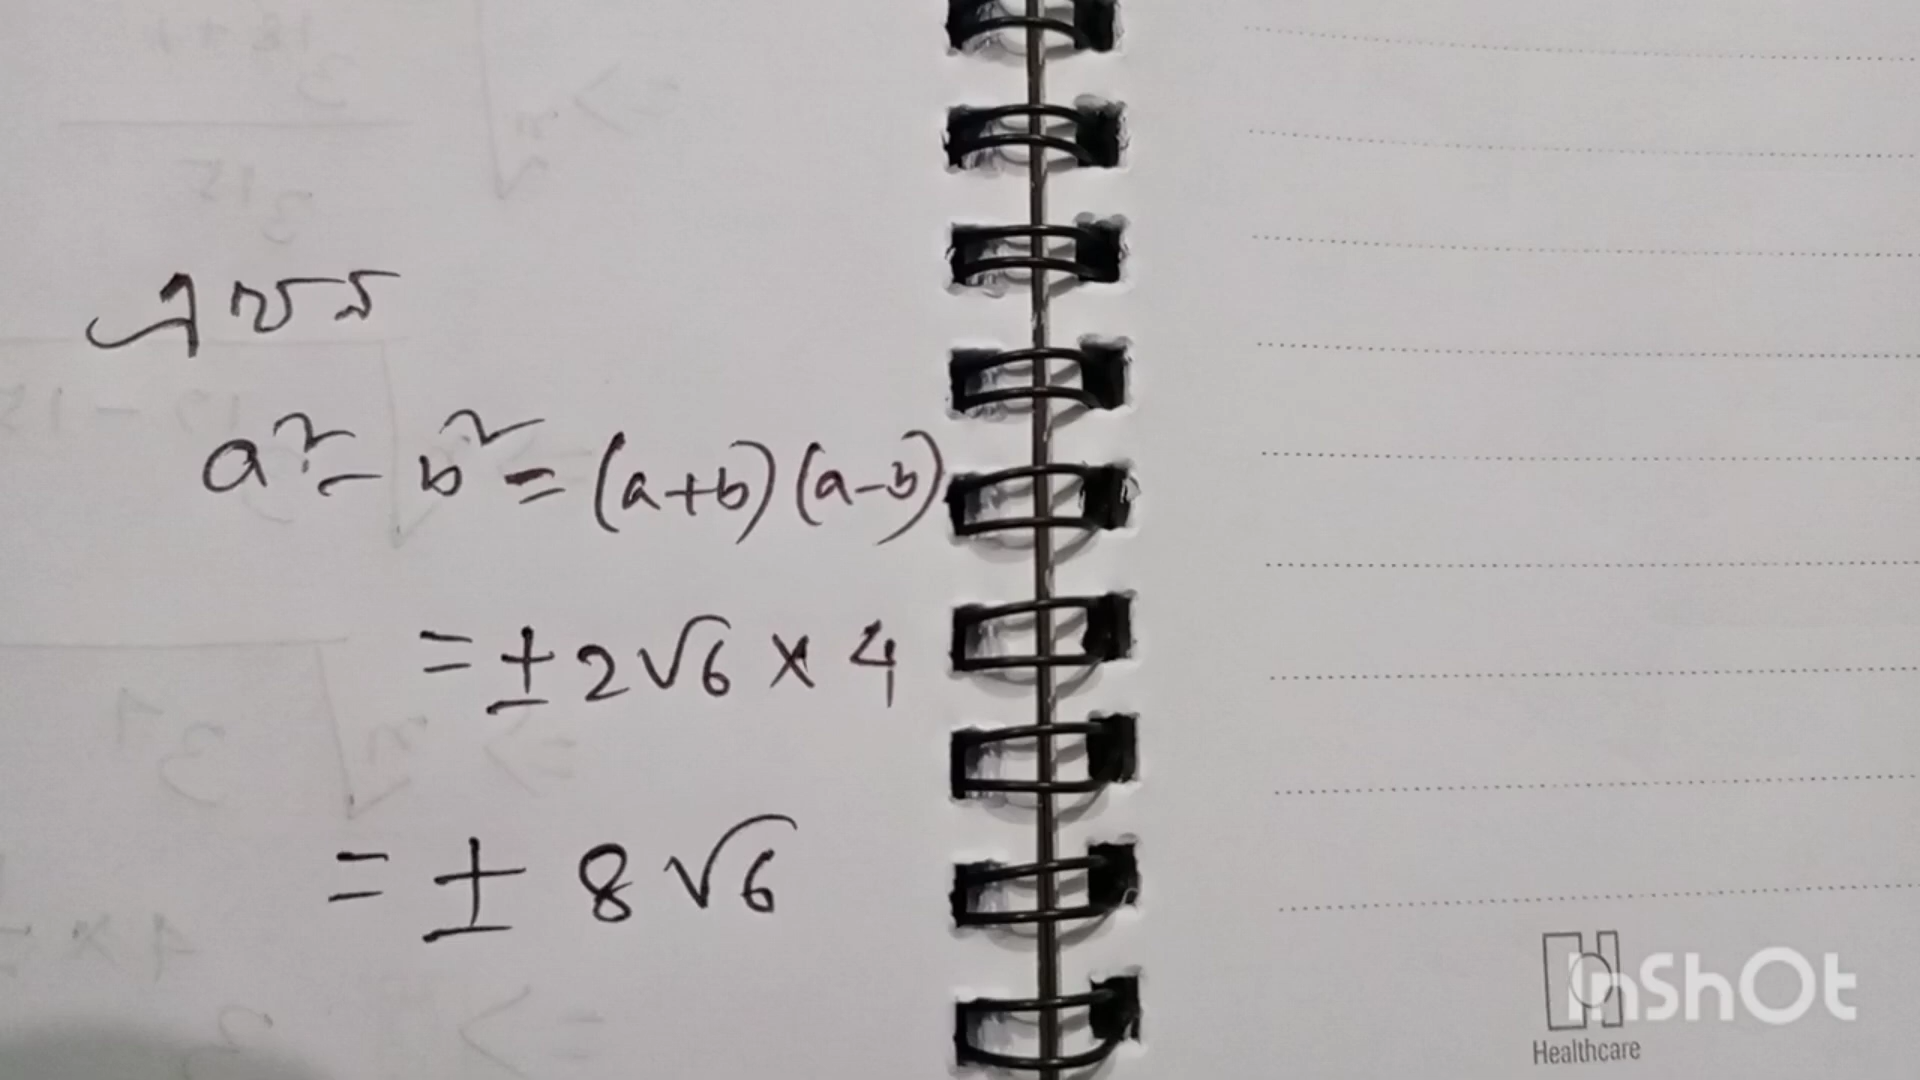 এখন
a² - b² = (a+b) (a-b)
= ± 2√6 × 4
= ± 8√6
InShOt
Healthcare